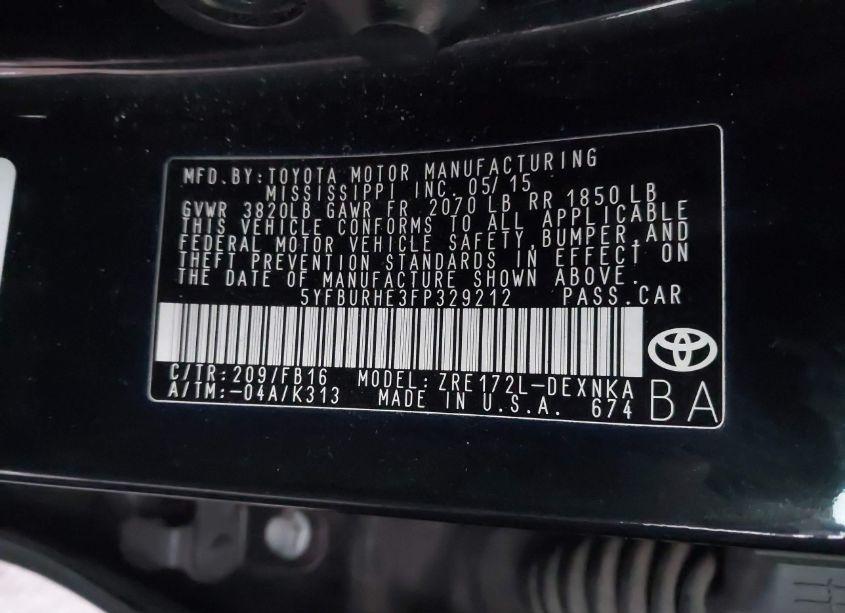 MFD.BY:TOYOTA MOTOR MANUFACTURING
MISSISSIPPI INC. 05/15
GVWR 3820LB GAWR FR 2070 LB RR 1850 LB
THIS VEHICLE CONFORMS TO ALL APPLICABLE
FEDERAL MOTOR VEHICLE SAFETY, BUMPER, AND
THEFT PREVENTION STANDARDS IN EFFECT ON
THE DATE OF MANUFACTURE SHOWN ABOVE.
5YFBURHE3FP329212 PASS.CAR
C/TR:209/FB16 MODEL: ZRE172L-DEXNKA
A/TM:-04A/K313 MADE IN U.S.A. 674
BA